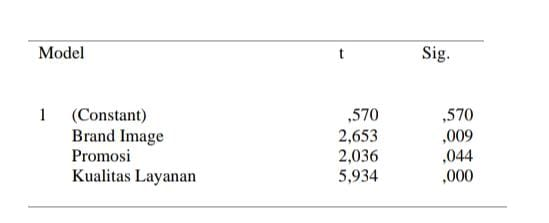 Model t Sig.
1 (Constant) ,570 ,570
Brand Image 2,653 ,009
Promosi 2,036 ,044
Kualitas Layanan 5,934 ,000